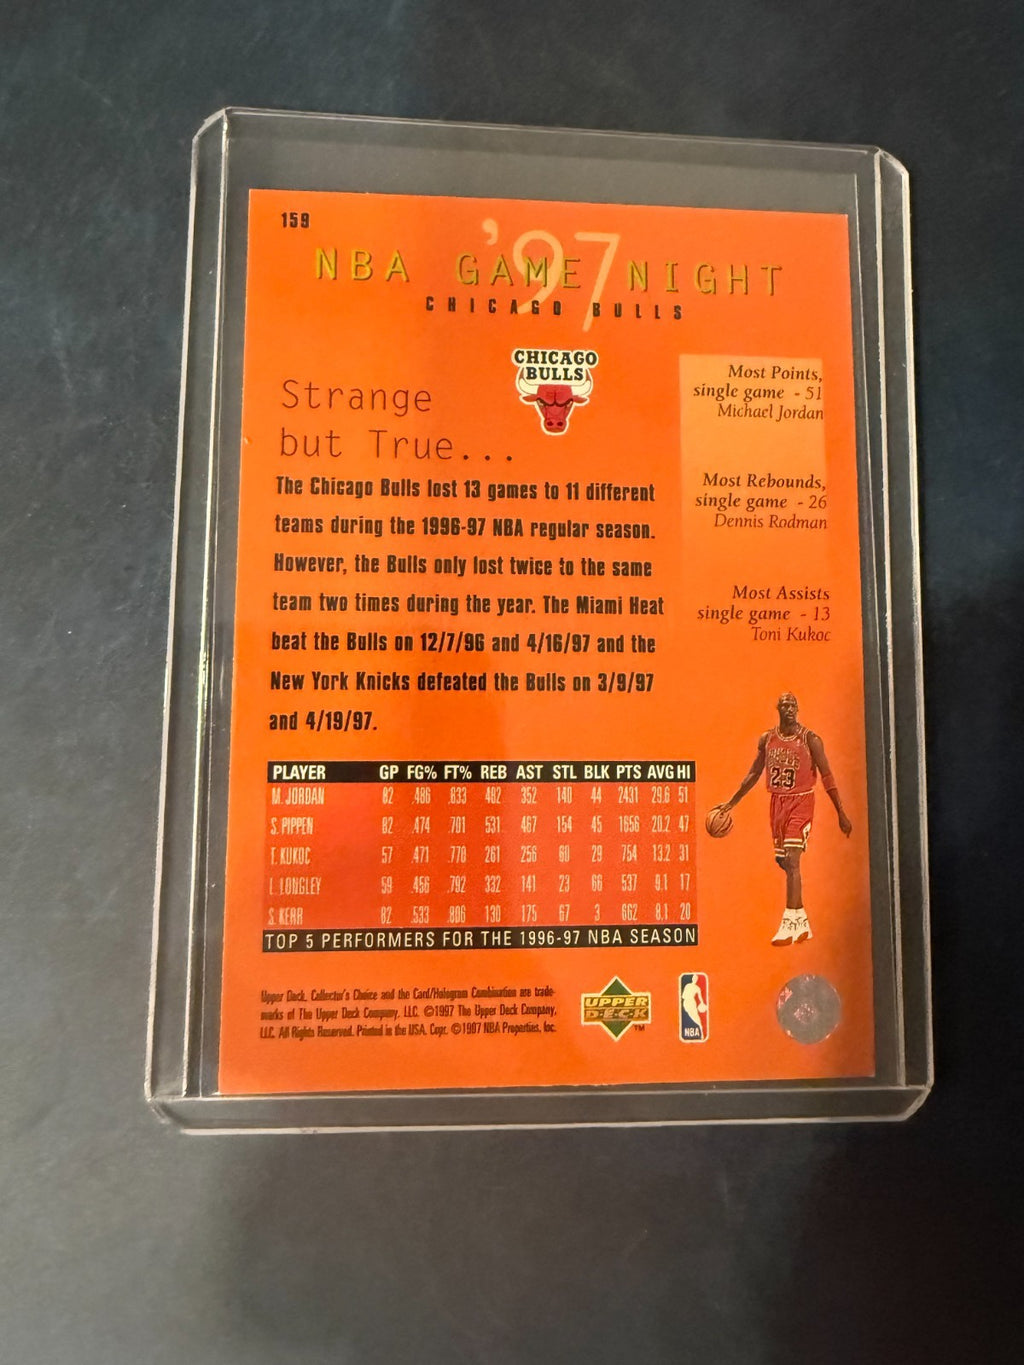 159
'97
NBA GAME NIGHT
CHICAGO BULLS
CHICAGO
BULLS
Strange
but True...
The Chicago Bulls lost 13 games to 11 different
teams during the 1996-97 NBA regular season.
However, the Bulls only lost twice to the same
team two times during the year. The Miami Heat
beat the Bulls on 12/7/96 and 4/16/97 and the
New York Knicks defeated the Bulls on 3/9/97
and 4/19/97.
Most Points,
single game - 51
Michael Jordan
Most Rebounds,
single game - 26
Dennis Rodman
Most Assists
single game - 13
Toni Kukoc
PLAYER GP FG% FT% REB AST STL BLK PTS AVG HI
M. JORDAN 82 .486 .833 482 352 140 44 2431 29.6 51
S. PIPPEN 82 .474 .701 531 467 154 45 1656 20.2 47
T. KUKOC 57 .471 .770 261 256 60 29 754 13.2 31
L. LONGLEY 59 .456 .792 332 141 23 66 537 9.1 17
S. KERR 82 .533 .806 130 175 67 3 662 8.1 20
TOP 5 PERFORMERS FOR THE 1996-97 NBA SEASON
23
Upper Deck, Collector's Choice and the Card/Hologram Combination are trade-
marks of The Upper Deck Company, LLC. ©1997 The Upper Deck Company,
LLC. All Rights Reserved. Printed in the USA. Copr. ©1997 NBA Properties, Inc.
UPPER
D·E·C·K
TM
NBA